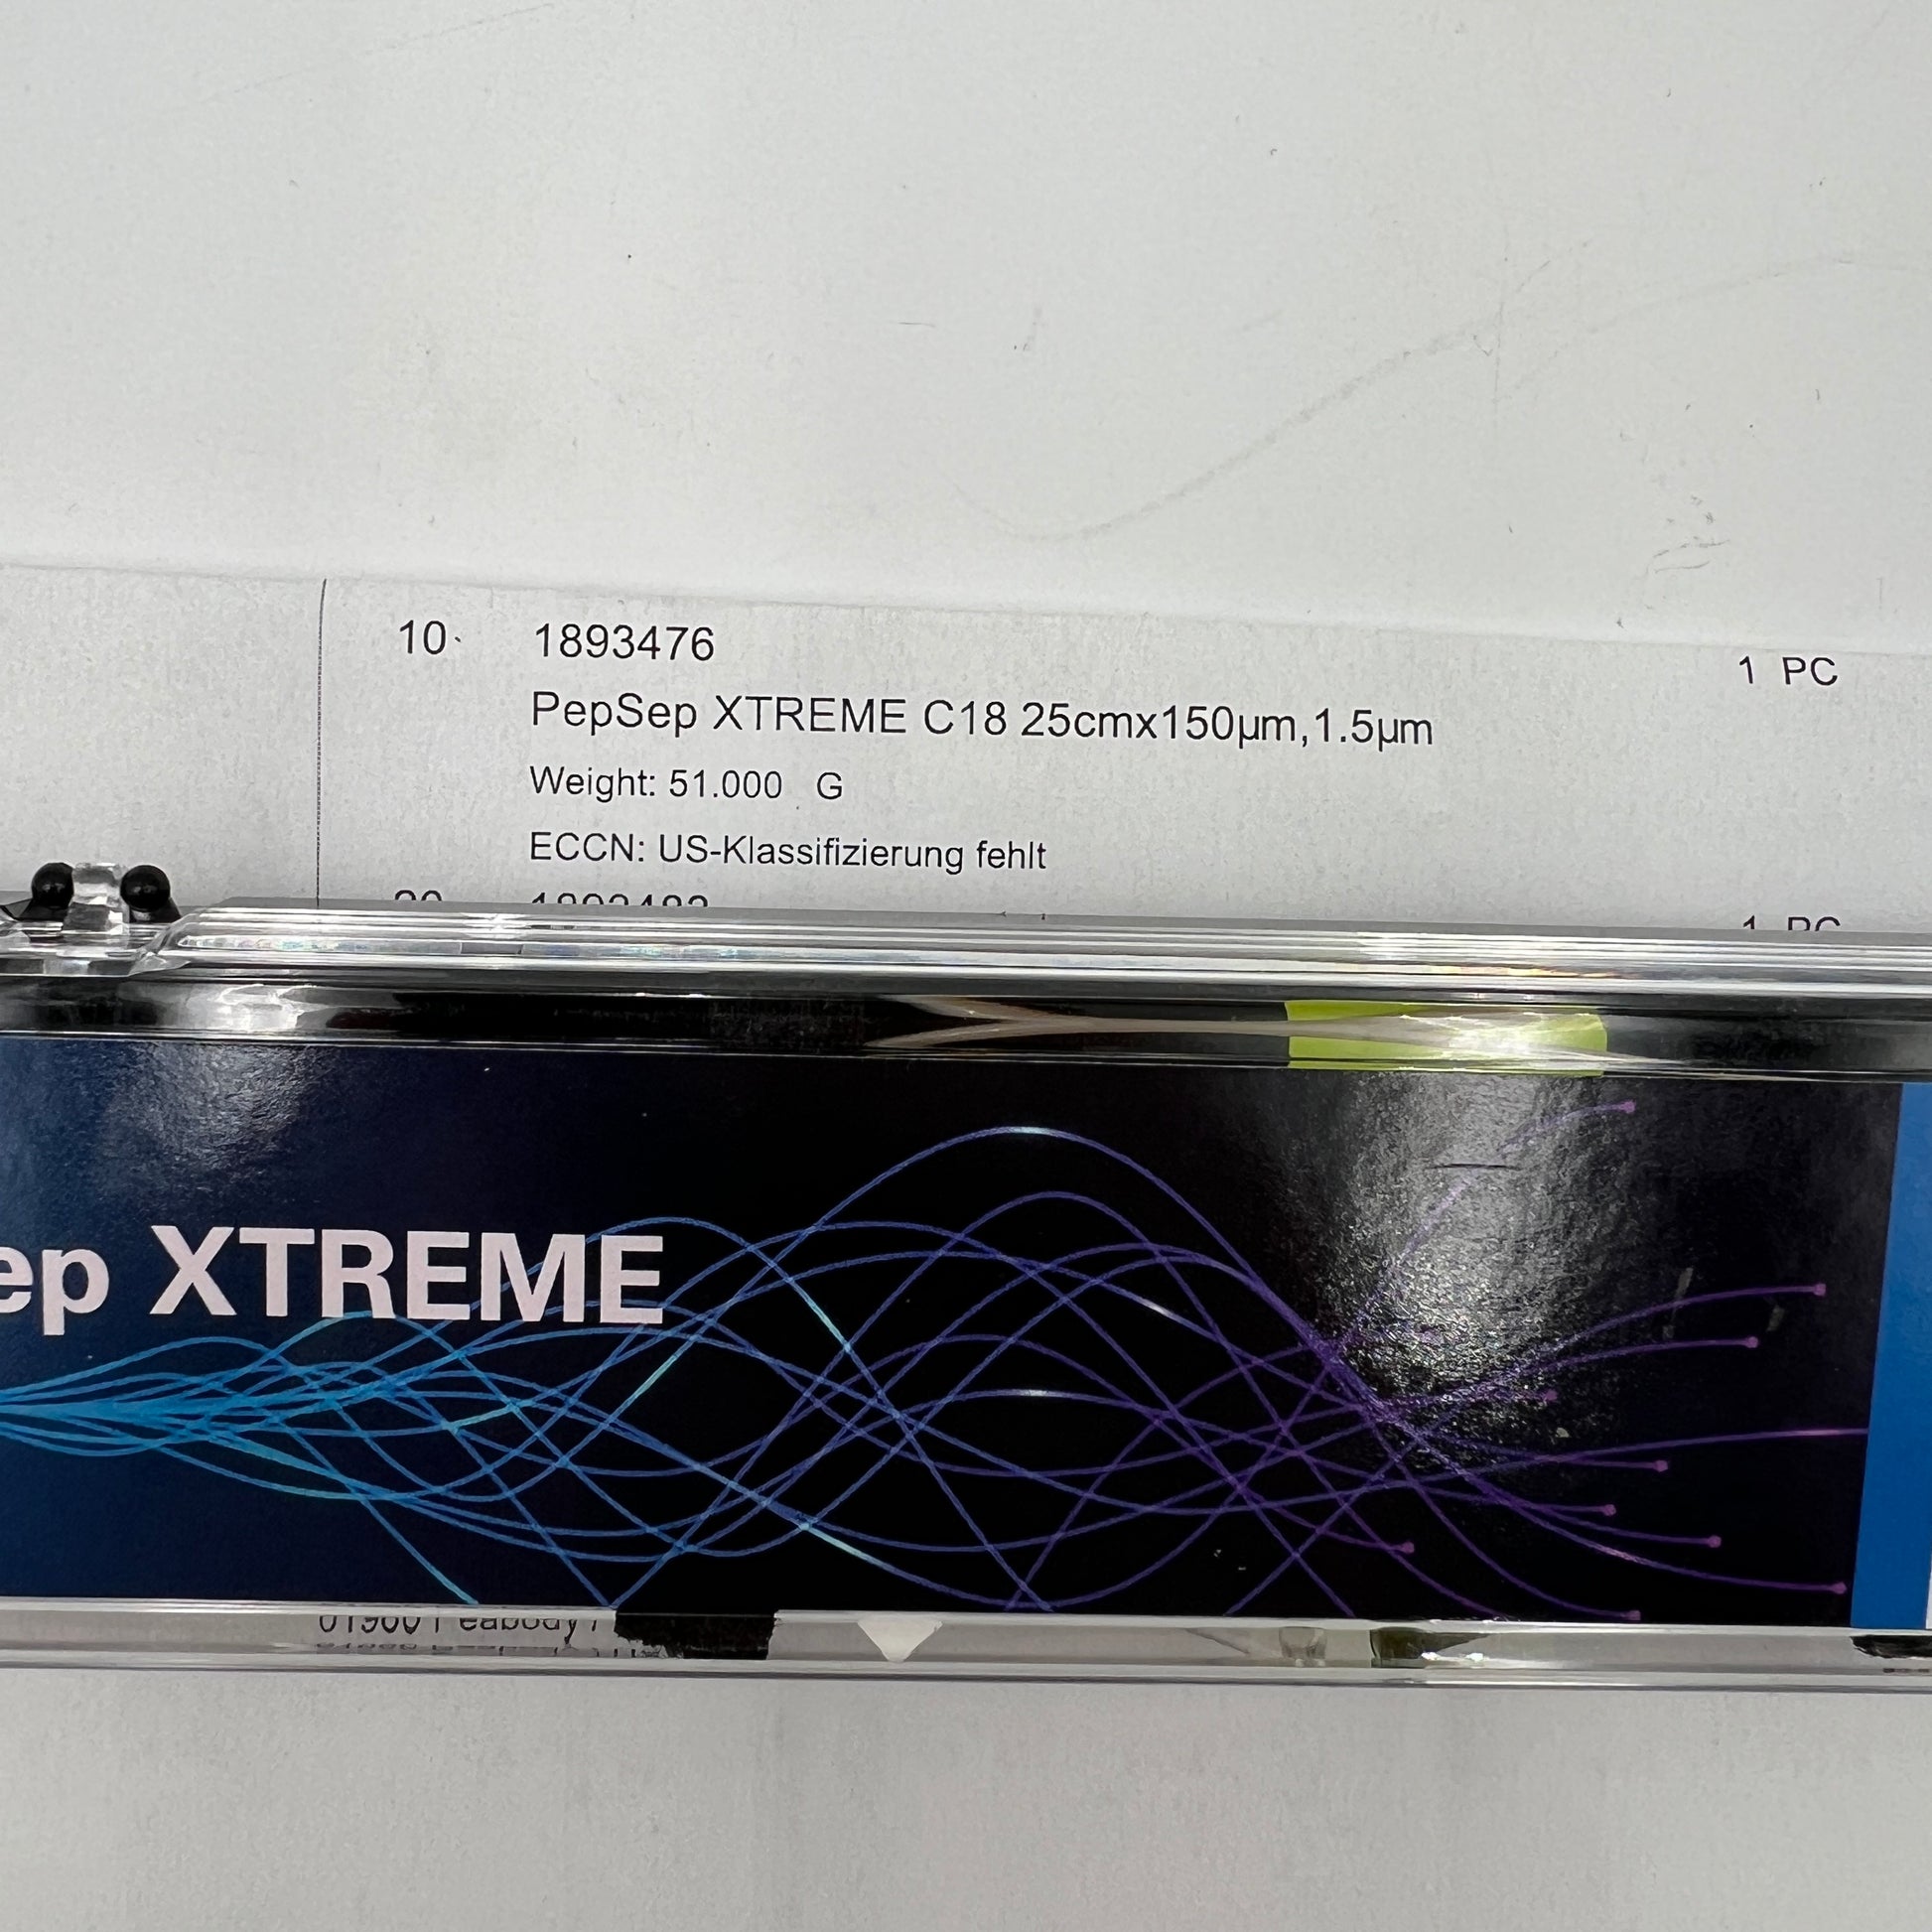 10 1893476 1 PC
PepSep XTREME C18 25cmx150µm,1.5µm
Weight: 51.000 G
ECCN: US-Klassifizierung fehlt
1 PC
ep XTREME